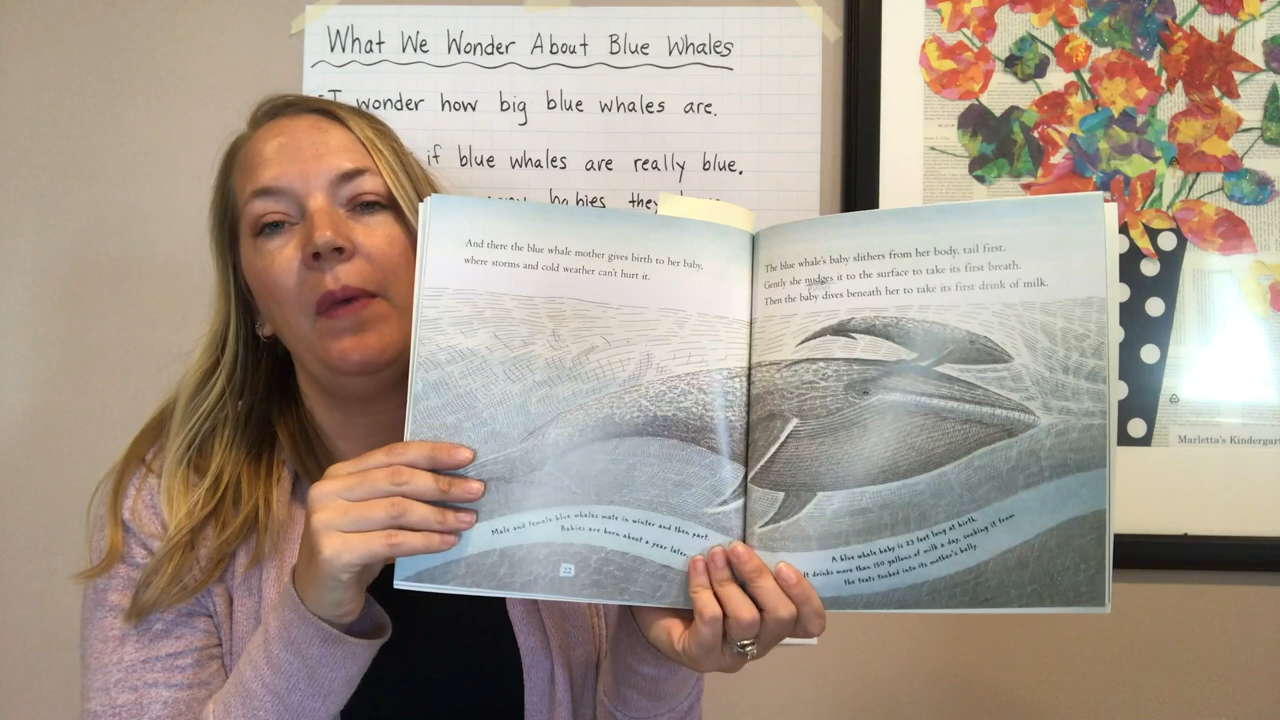 What We Wonder About Blue Whales
-I wonder how big blue whales are.
if blue whales are really blue.
babies they
And there the blue whale mother gives birth to her baby,
where storms and cold weather can't hurt it.
Male and female blue whales mate in winter and then part.
Babies are born about a year later.
22
The blue whale's baby slithers from her body, tail first.
Gently she nudges it to the surface to take its first breath.
Then the baby dives beneath her to take its first drink of milk.
A blue whale baby is 23 feet long at birth.
It drinks more than 150 gallons of milk a day, sucking it from
the teats tucked into its mother's belly.
Marletta's Kindergart